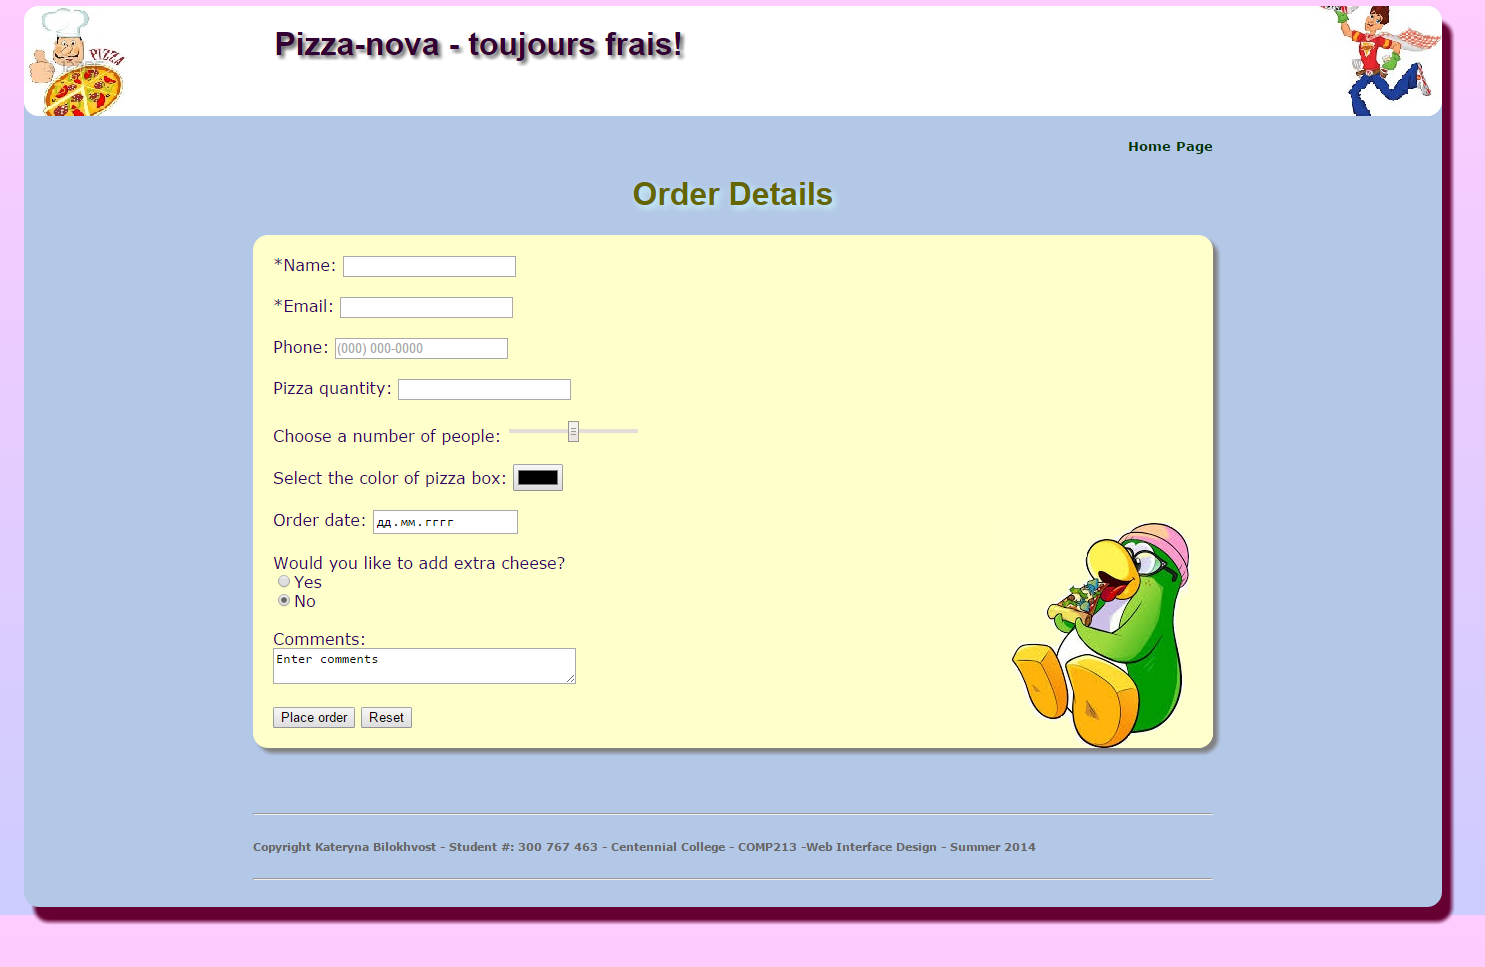 Pizza-nova - toujours frais!
PIZZA
Home Page
Order Details
*Name:
*Email:
Phone: (000) 000-0000
Pizza quantity:
Choose a number of people:
Select the color of pizza box:
Order date: дд.мм.гггг
Would you like to add extra cheese?
Yes
No
Comments:
Enter comments
Place order Reset
Copyright Kateryna Bilokhvost - Student #: 300 767 463 - Centennial College - COMP213 -Web Interface Design - Summer 2014